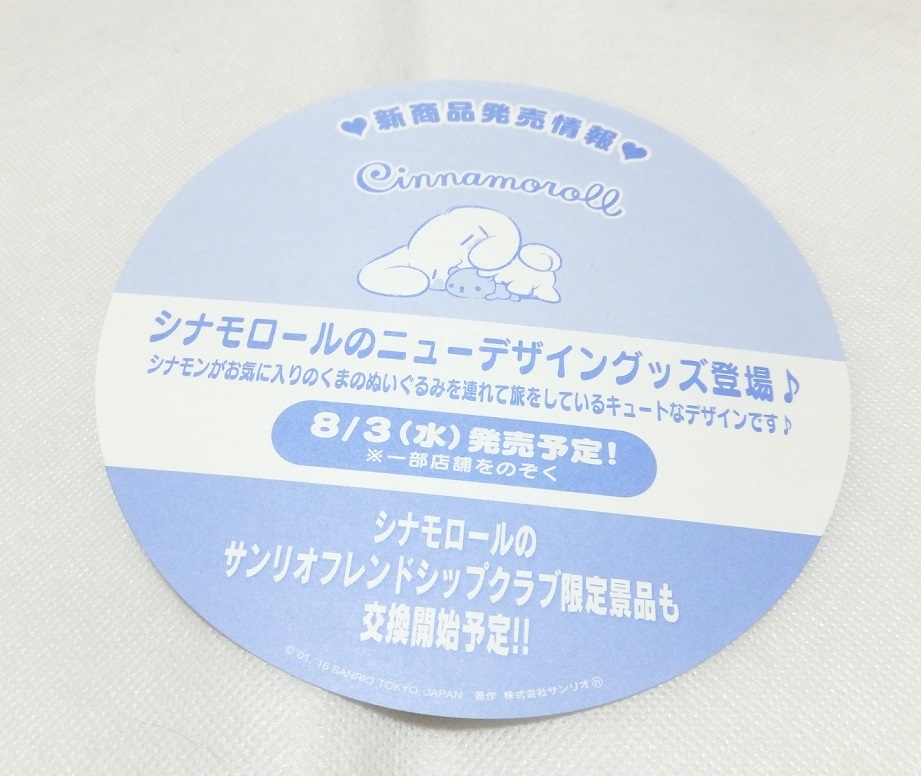 ♥新商品発売情報♥
Cinnamoroll
シナモロールのニューデザイングッズ登場♪
シナモンがお気に入りのくまのぬいぐるみを連れて旅をしているキュートなデザインです♪
8/3(水)発売予定!
※一部店舗をのぞく
シナモロールの
サンリオフレンドシップクラブ限定景品も
交換開始予定!!
©'01, '16 SANRIO, TOKYO, JAPAN 著作 株式会社サンリオ ⓗ